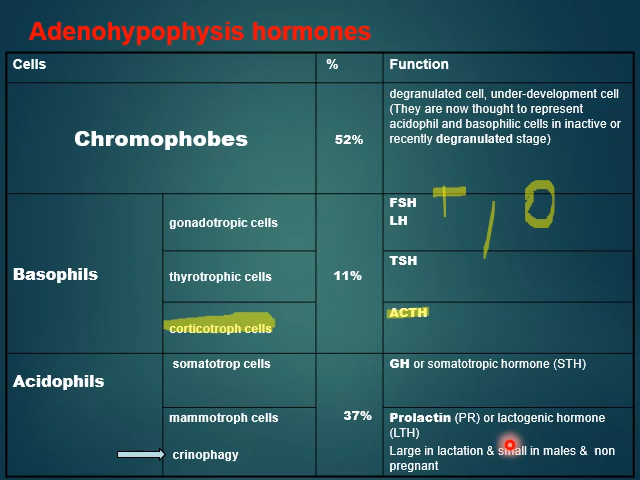 Adenohypophysis hormones
Cells
%
Function
Chromophobes
52%
degranulated cell, under-development cell
(They are now thought to represent
acidophil and basophilic cells in inactive or
recently degranulated stage)
Basophils
gonadotropic cells
11%
FSH
LH
T, O
thyrotrophic cells
TSH
corticotroph cells
ACTH
Acidophils
somatotrop cells
37%
GH or somatotropic hormone (STH)
mammotroph cells
Prolactin (PR) or lactogenic hormone
(LTH)
crinophagy
Large in lactation & small in males & non
pregnant